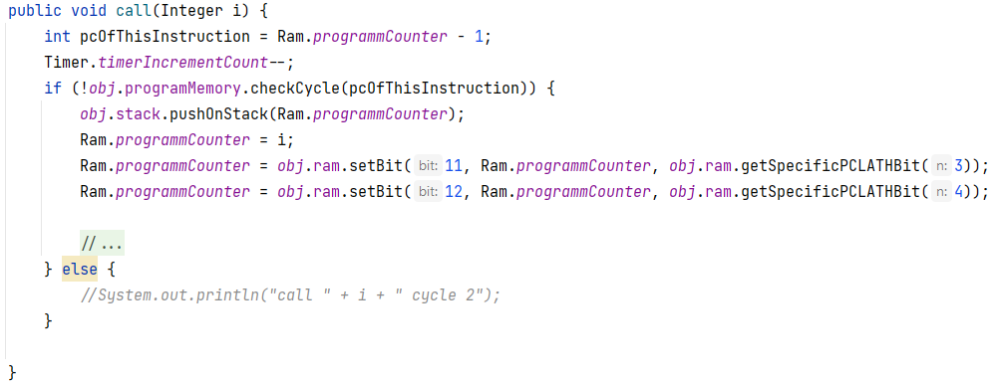 public void call(Integer i) {
    int pcOfThisInstruction = Ram.programmCounter - 1;
    Timer.timerIncrementCount--;
    if (!obj.programMemory.checkCycle(pcOfThisInstruction)) {
        obj.stack.pushOnStack(Ram.programmCounter);
        Ram.programmCounter = i;
        Ram.programmCounter = obj.ram.setBit( bit: 11, Ram.programmCounter, obj.ram.getSpecificPCLATHBit( n: 3));
        Ram.programmCounter = obj.ram.setBit( bit: 12, Ram.programmCounter, obj.ram.getSpecificPCLATHBit( n: 4));
        //...
    } else {
        //System.out.println("call " + i + " cycle 2");
    }
}